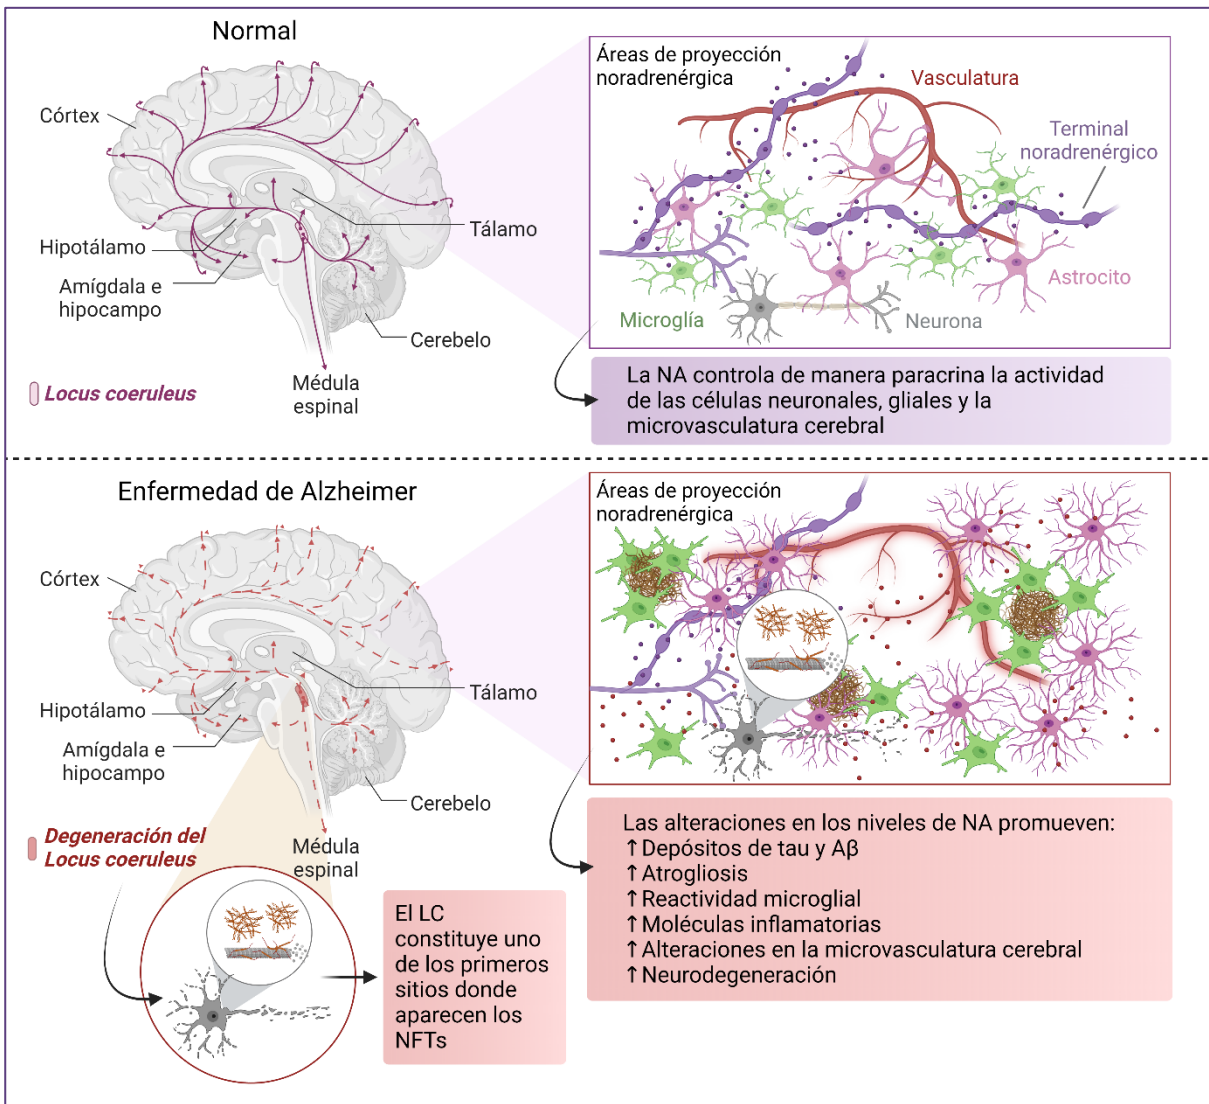 Normal
Córtex
Hipotálamo
Amígdala e
hipocampo
Tálamo
Cerebelo
Médula
espinal
Locus coeruleus
Áreas de proyección
noradrenérgica
Vasculatura
Terminal
noradrenérgico
Astrocito
Microglía
Neurona
La NA controla de manera paracrina la actividad
de las células neuronales, gliales y la
microvasculatura cerebral
Enfermedad de Alzheimer
Córtex
Hipotálamo
Amígdala e
hipocampo
Tálamo
Cerebelo
Médula
espinal
Degeneración del
Locus coeruleus
El LC
constituye uno
de los primeros
sitios donde
aparecen los
NFTs
Áreas de proyección
noradrenérgica
Las alteraciones en los niveles de NA promueven:
↑Depósitos de tau y Aβ
↑Atrogliosis
↑Reactividad microglial
↑Moléculas inflamatorias
↑Alteraciones en la microvasculatura cerebral
↑Neurodegeneración